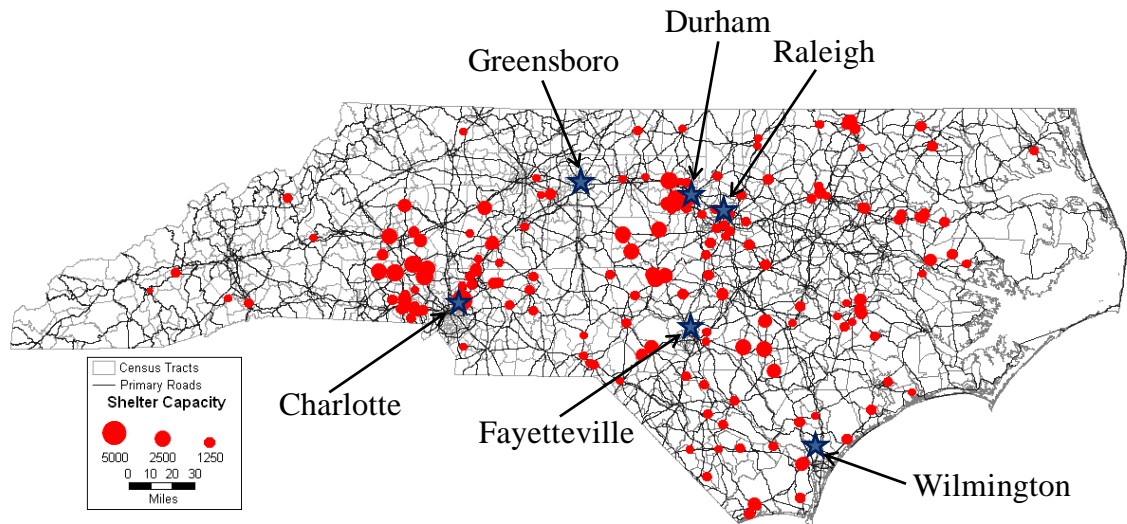 Durham
Raleigh
Greensboro
Charlotte
Fayetteville
Wilmington
Census Tracts
Primary Roads
Shelter Capacity
5000 2500 1250
0 10 20 30
Miles